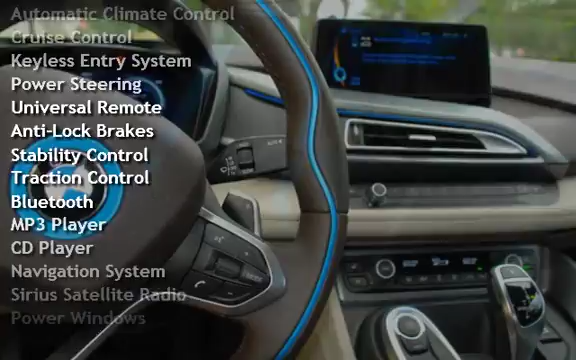 Automatic Climate Control
Cruise Control
Keyless Entry System
Power Steering
Universal Remote
Anti-Lock Brakes
Stability Control
Traction Control
Bluetooth
MP3 Player
CD Player
Navigation System
Sirius Satellite Radio
Power Windows